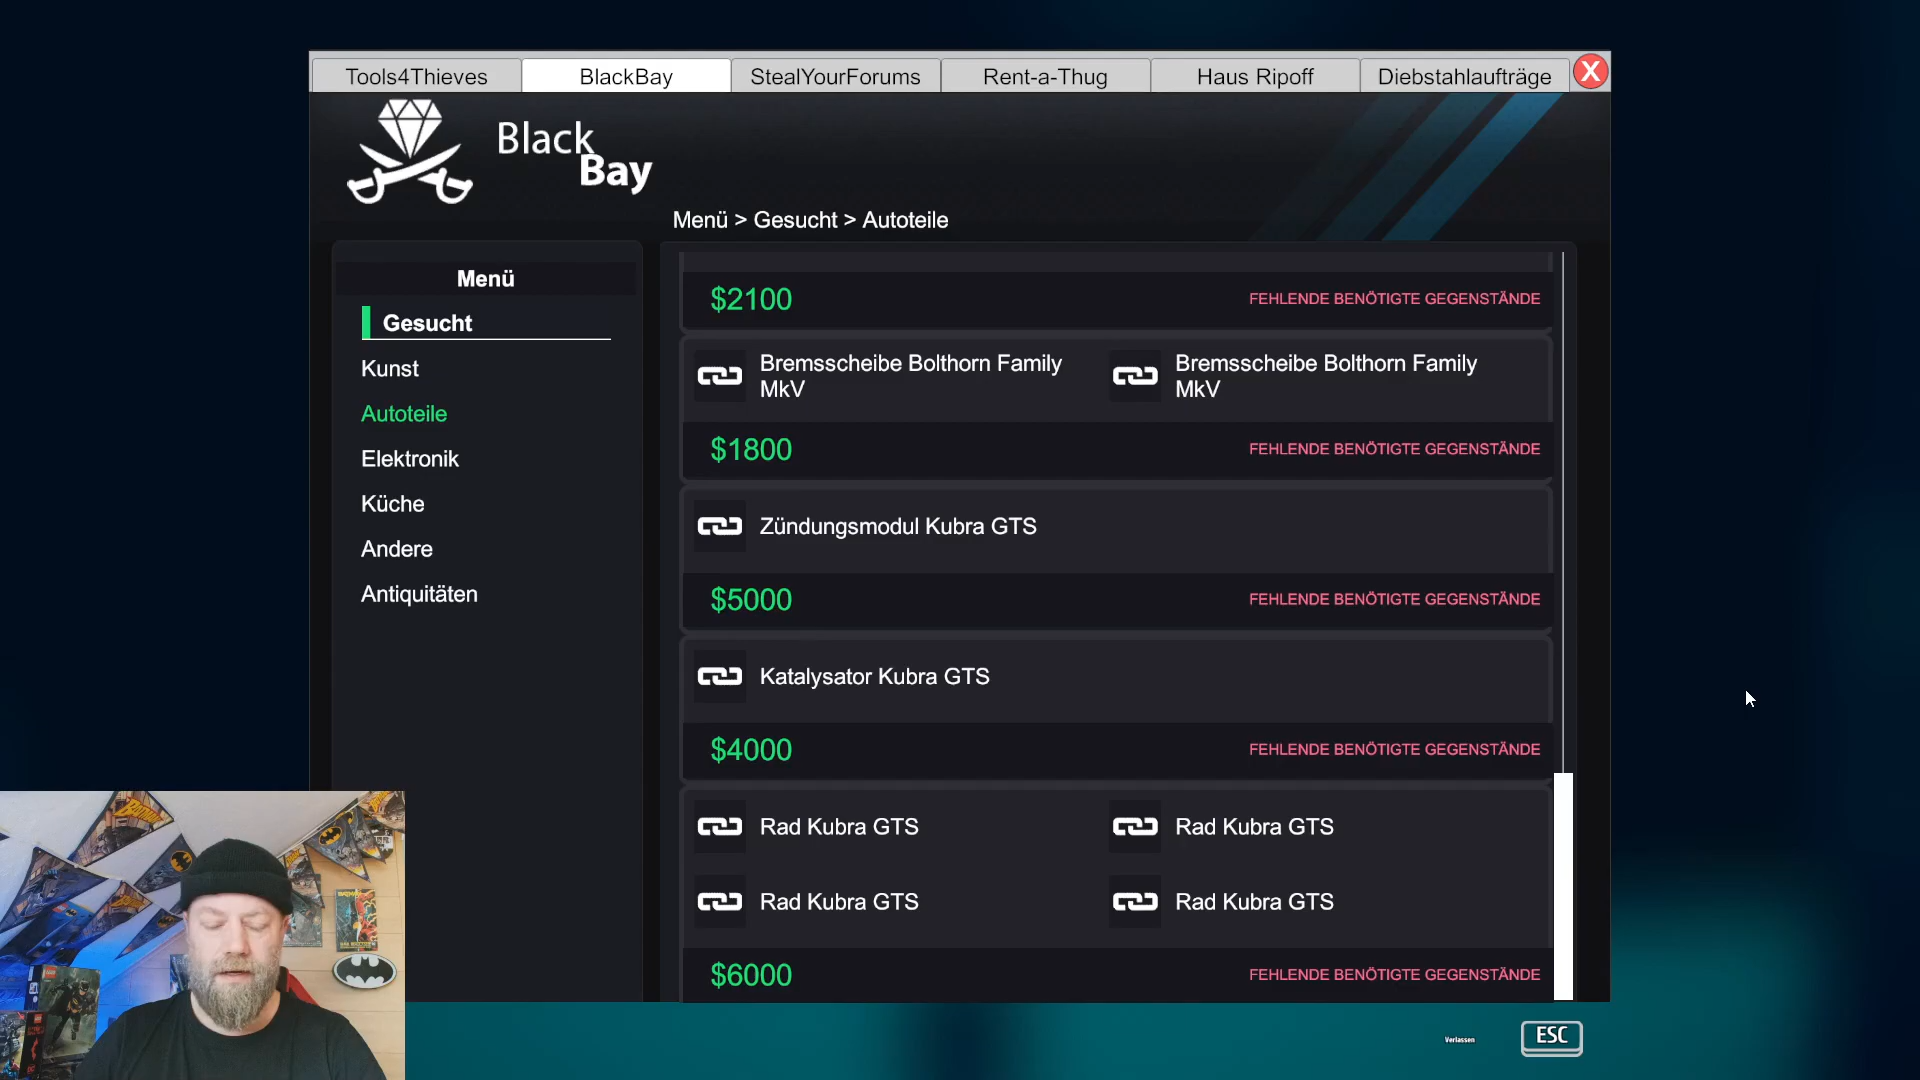 Tools4Thieves
BlackBay
StealYourForums
Rent-a-Thug
Haus Ripoff
Diebstahlaufträge
X
Black
Bay
Menü > Gesucht > Autoteile
Menü
Gesucht
Kunst
Autoteile
Elektronik
Küche
Andere
Antiquitäten
$2100
FEHLENDE BENÖTIGTE GEGENSTÄNDE
Bremsscheibe Bolthorn Family
MkV
Bremsscheibe Bolthorn Family
MkV
$1800
FEHLENDE BENÖTIGTE GEGENSTÄNDE
Zündungsmodul Kubra GTS
$5000
FEHLENDE BENÖTIGTE GEGENSTÄNDE
Katalysator Kubra GTS
$4000
FEHLENDE BENÖTIGTE GEGENSTÄNDE
Rad Kubra GTS
Rad Kubra GTS
Rad Kubra GTS
Rad Kubra GTS
$6000
FEHLENDE BENÖTIGTE GEGENSTÄNDE
Verlassen
ESC